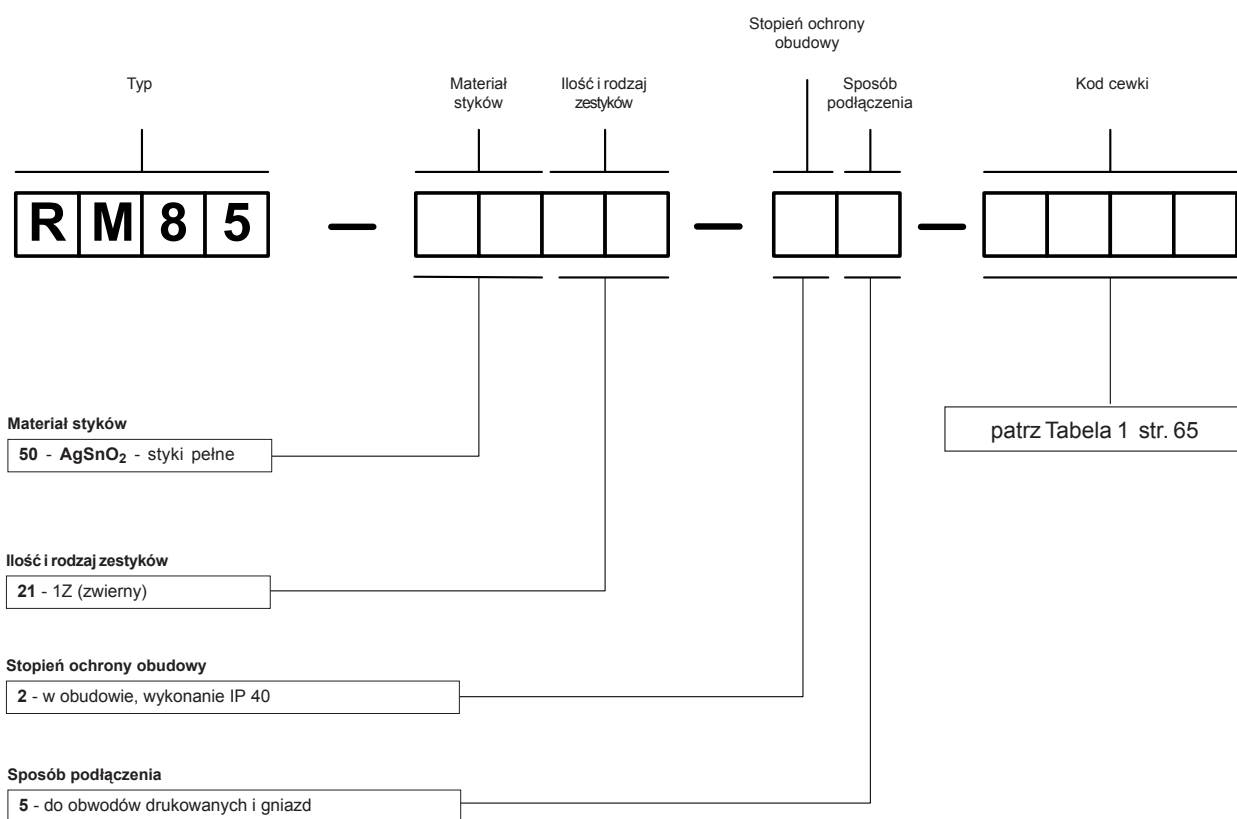 Stopień ochrony
obudowy
Typ
Materiał
styków
Ilość i rodzaj
zestyków
Sposób
podłączenia
Kod cewki
RM85 — — —
Materiał styków
50 - AgSnO₂ - styki pełne
patrz Tabela 1 str. 65
Ilość i rodzaj zestyków
21 - 1Z (zwierny)
Stopień ochrony obudowy
2 - w obudowie, wykonanie IP 40
Sposób podłączenia
5 - do obwodów drukowanych i gniazd